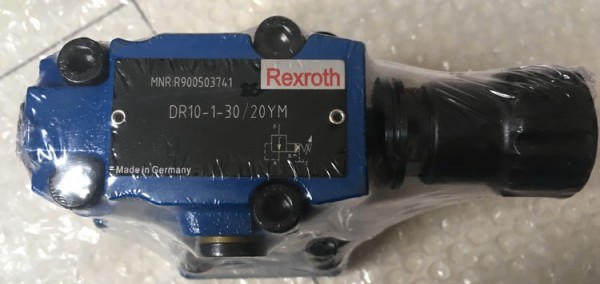 MNR:R900503741
Rexroth
DR10-1-30/20YM
Made in Germany